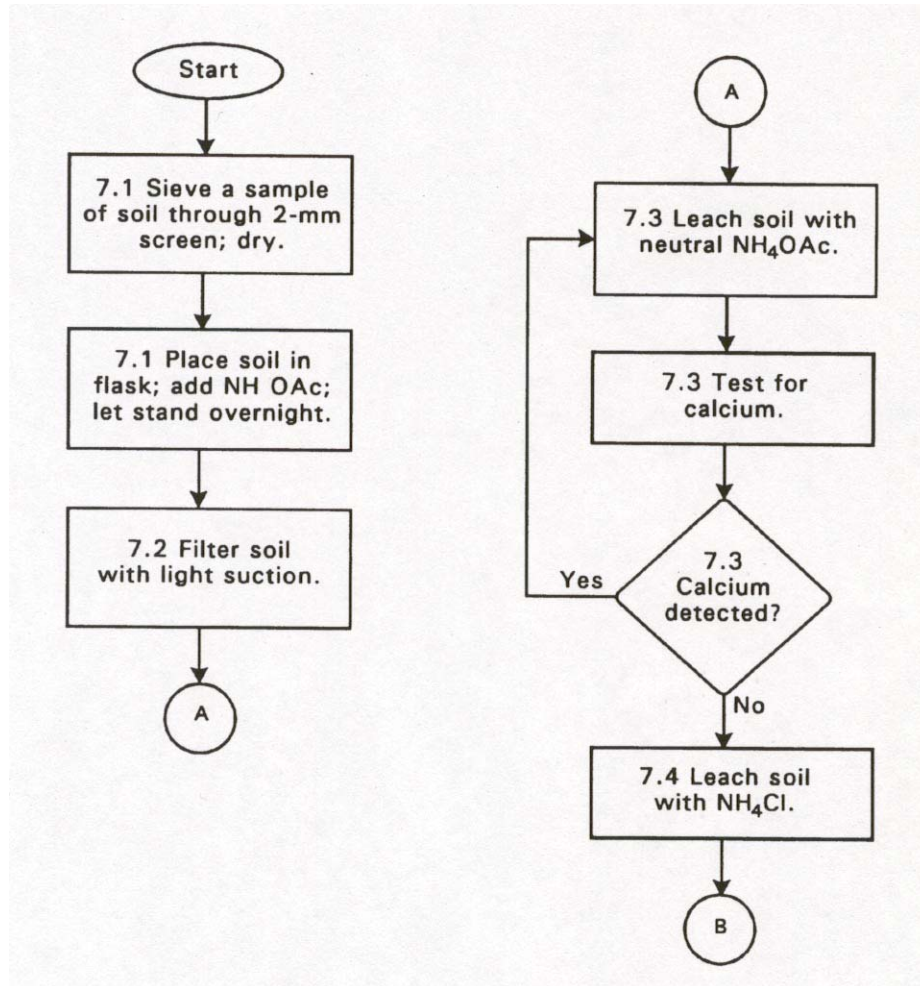 Start
7.1 Sieve a sample
of soil through 2-mm
screen; dry.
7.1 Place soil in
flask; add NH OAc;
let stand overnight.
7.2 Filter soil
with light suction.
A
A
7.3 Leach soil with
neutral NH₄OAc.
7.3 Test for
calcium.
7.3
Calcium
detected?
Yes
No
7.4 Leach soil
with NH₄Cl.
B